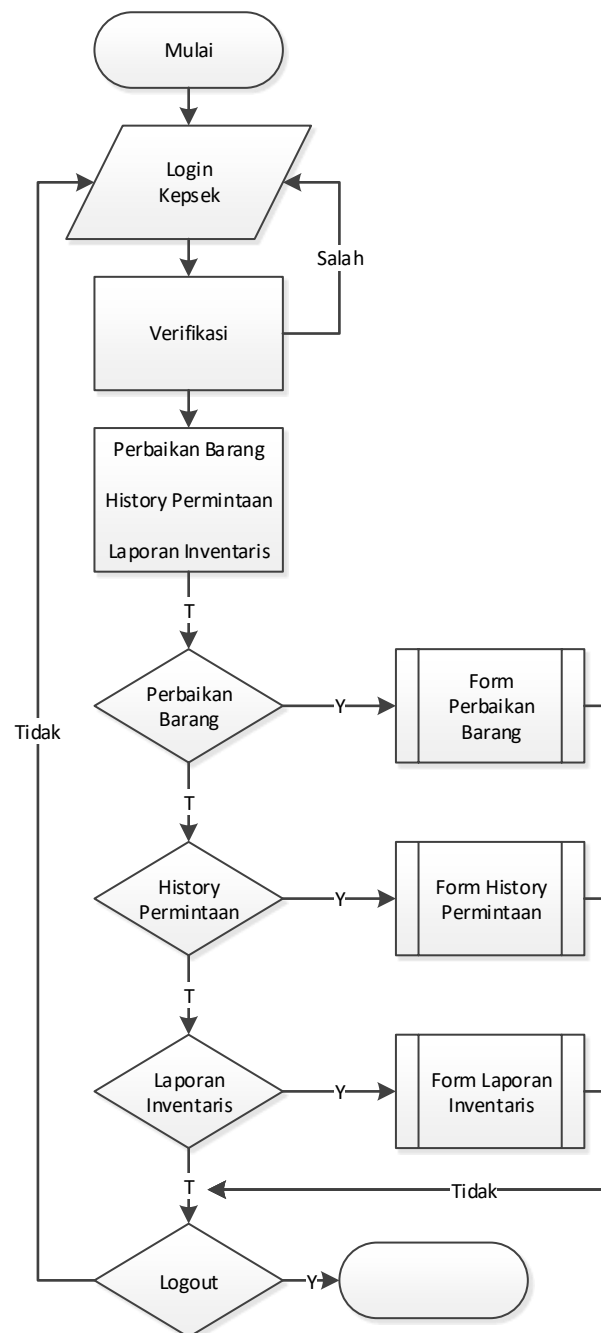 Mulai
Login
Kepsek
Salah
Verifikasi
Perbaikan Barang
History Permintaan
Laporan Inventaris
T
Perbaikan
Barang
Y
Form
Perbaikan
Barang
Tidak
T
History
Permintaan
Y
Form History
Permintaan
T
Laporan
Inventaris
Y
Form Laporan
Inventaris
T
Tidak
Logout
Y